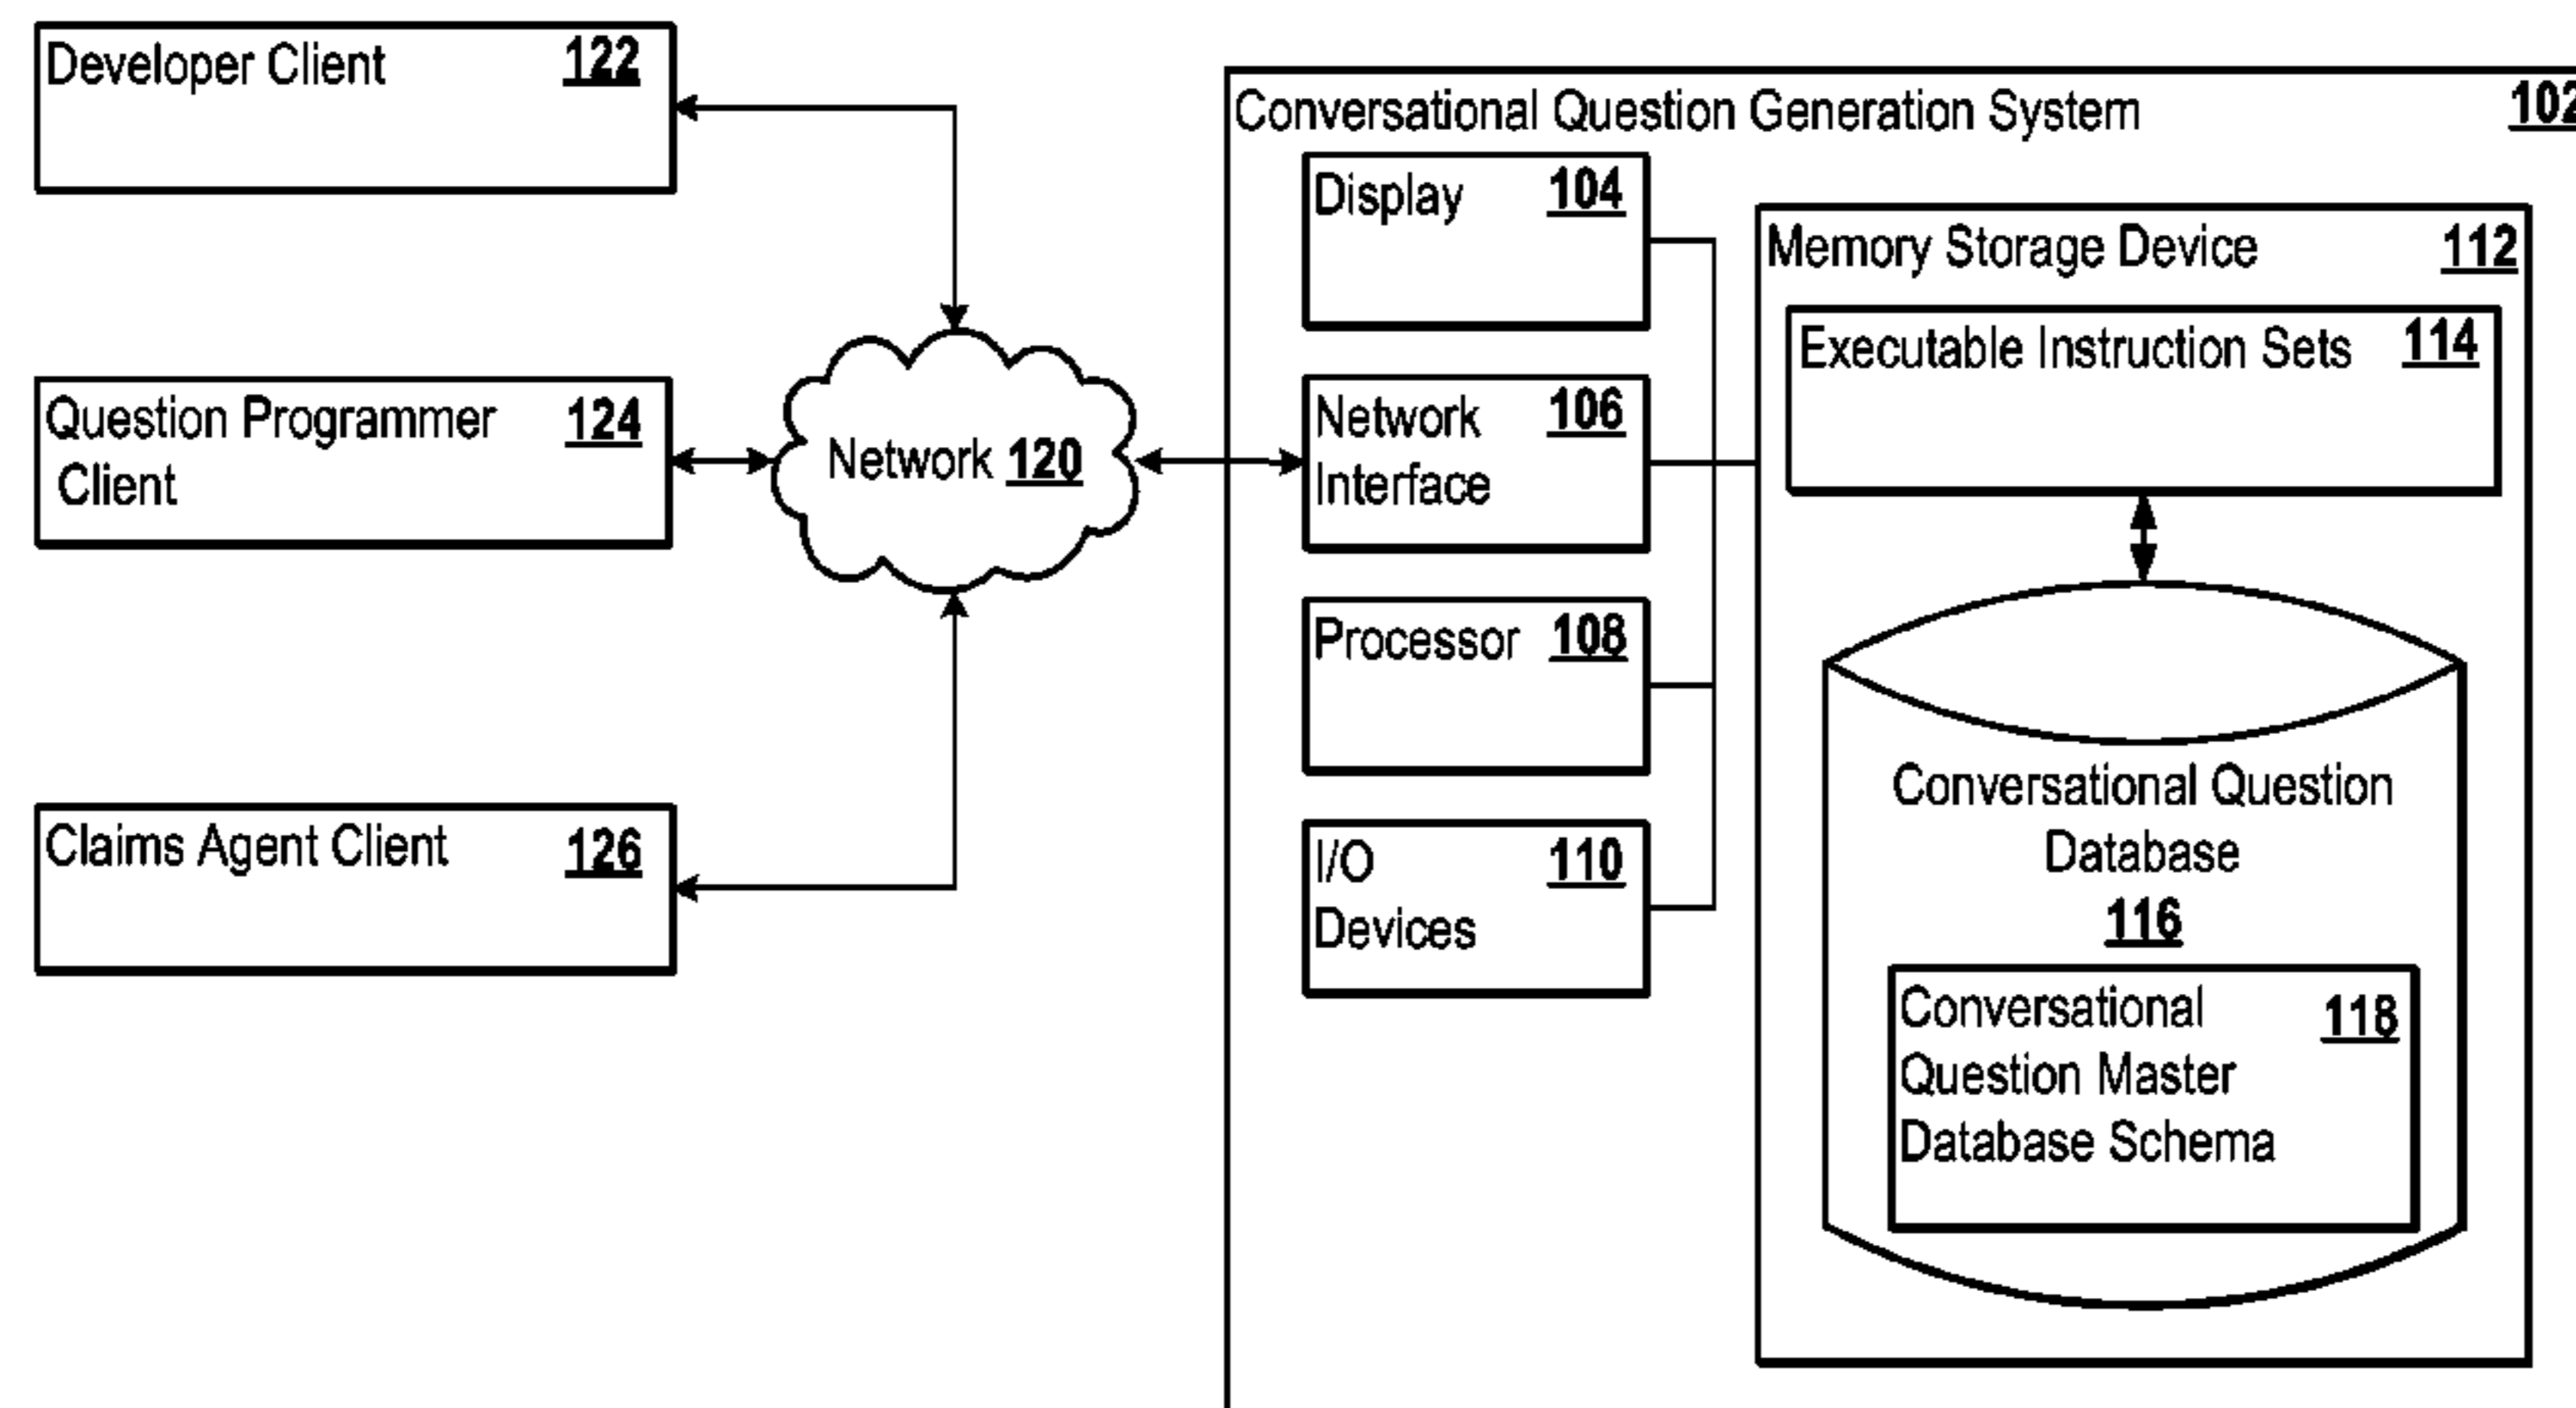 Developer Client 122
Question Programmer 124
Client
Claims Agent Client 126
Network 120
Conversational Question Generation System 102
Display 104
Network 106
Interface
Processor 108
I/O 110
Devices
Memory Storage Device 112
Executable Instruction Sets 114
Conversational Question
Database
116
Conversational 118
Question Master
Database Schema